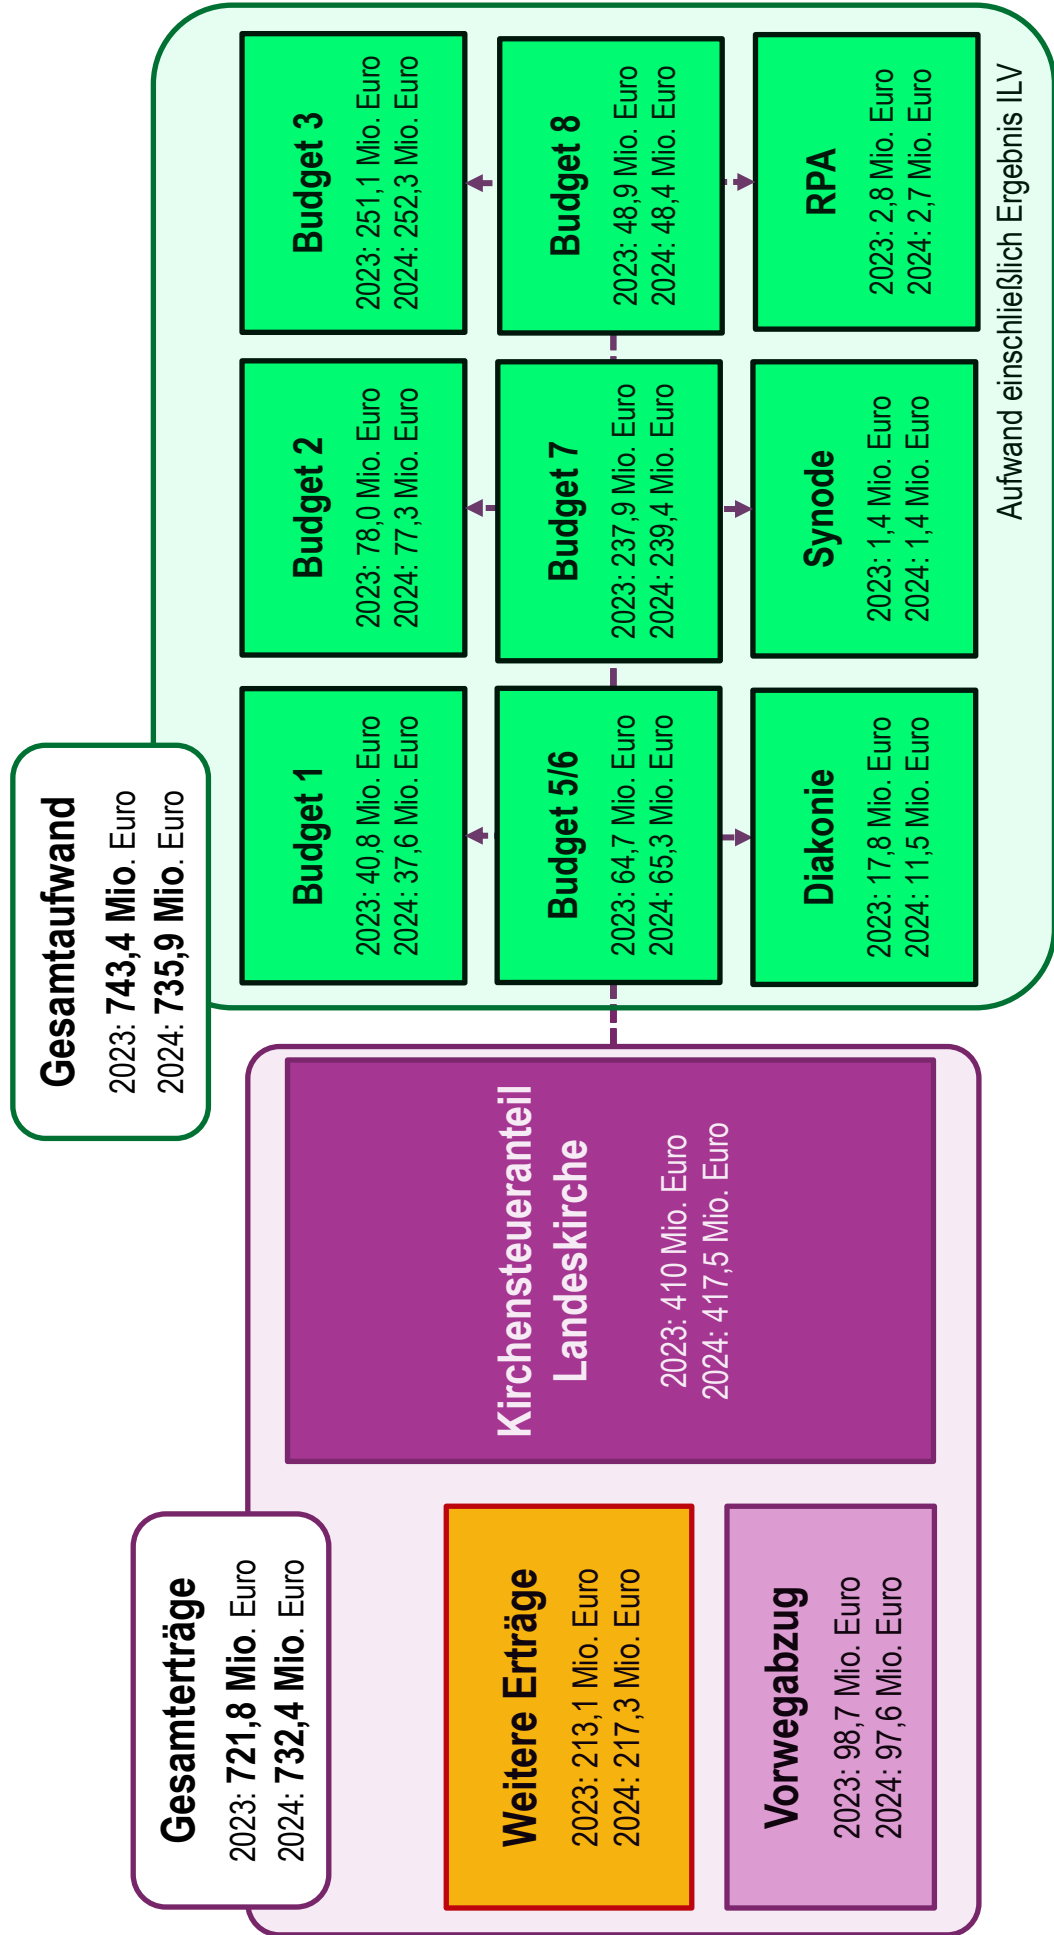 Gesamterträge
2023: 721,8 Mio. Euro
2024: 732,4 Mio. Euro
Weitere Erträge
2023: 213,1 Mio. Euro
2024: 217,3 Mio. Euro
Vorwegabzug
2023: 98,7 Mio. Euro
2024: 97,6 Mio. Euro
Kirchensteueranteil
Landeskirche
2023: 410 Mio. Euro
2024: 417,5 Mio. Euro
Gesamtaufwand
2023: 743,4 Mio. Euro
2024: 735,9 Mio. Euro
Budget 1
2023: 40,8 Mio. Euro
2024: 37,6 Mio. Euro
Budget 2
2023: 78,0 Mio. Euro
2024: 77,3 Mio. Euro
Budget 3
2023: 251,1 Mio. Euro
2024: 252,3 Mio. Euro
Budget 5/6
2023: 64,7 Mio. Euro
2024: 65,3 Mio. Euro
Budget 7
2023: 237,9 Mio. Euro
2024: 239,4 Mio. Euro
Budget 8
2023: 48,9 Mio. Euro
2024: 48,4 Mio. Euro
Diakonie
2023: 17,8 Mio. Euro
2024: 11,5 Mio. Euro
Synode
2023: 1,4 Mio. Euro
2024: 1,4 Mio. Euro
RPA
2023: 2,8 Mio. Euro
2024: 2,7 Mio. Euro
Aufwand einschließlich Ergebnis ILV